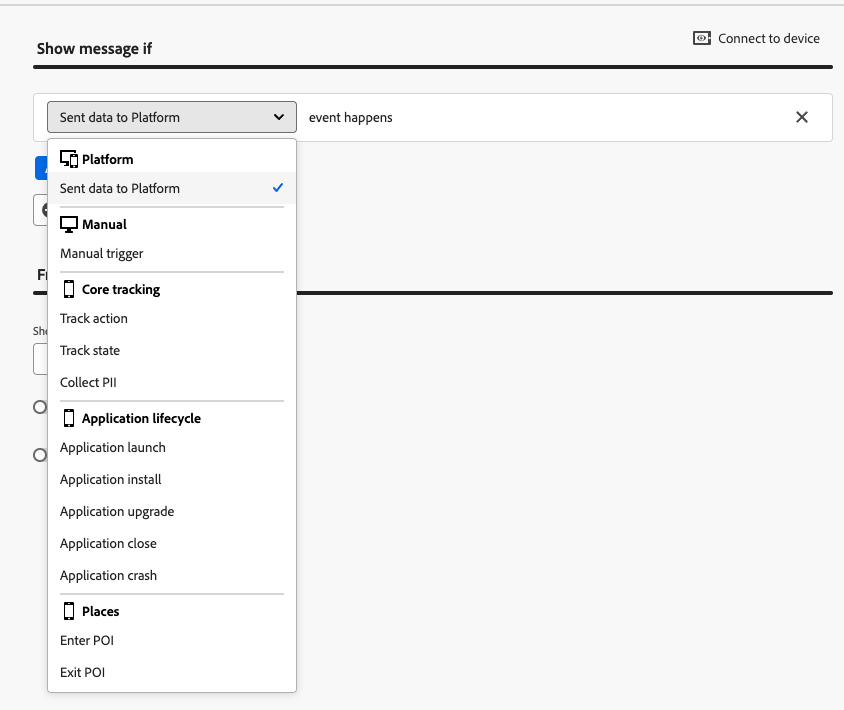 Connect to device
Show message if
Sent data to Platform event happens
Platform
Sent data to Platform
Manual
Manual trigger
Core tracking
Track action
Track state
Collect PII
Application lifecycle
Application launch
Application install
Application upgrade
Application close
Application crash
Places
Enter POI
Exit POI